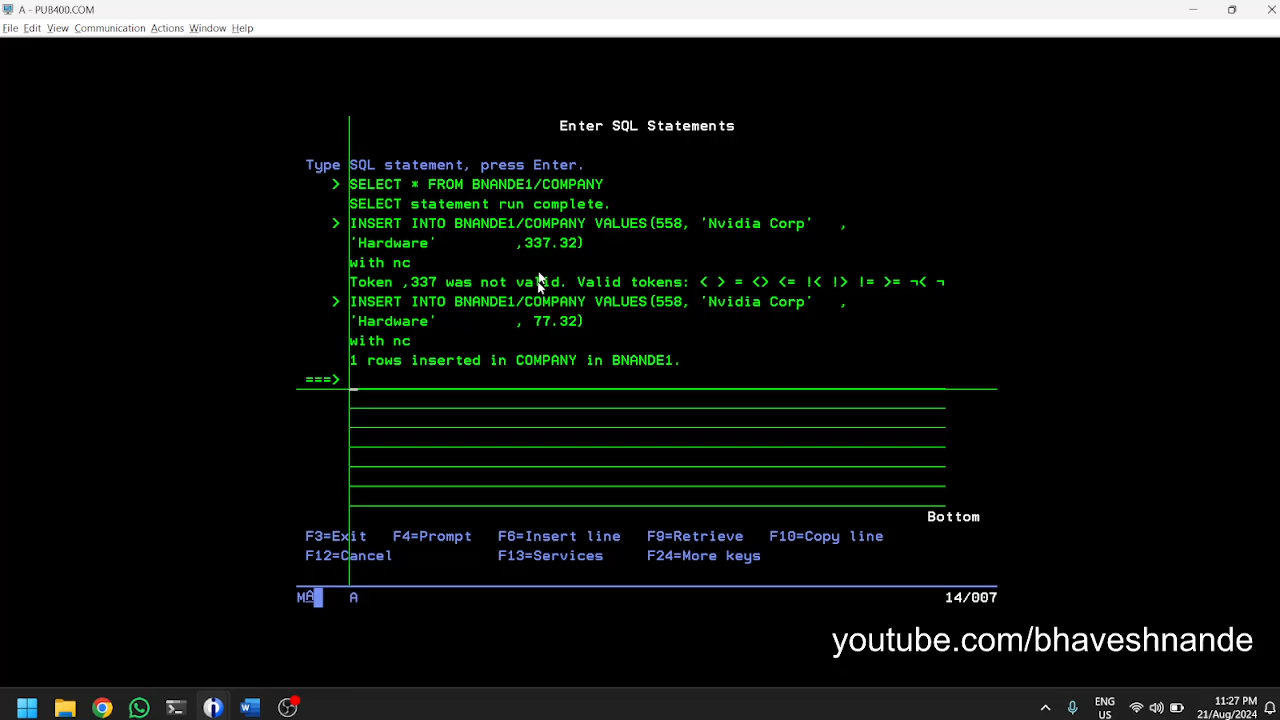 A - PUB400.COM
File Edit View Communication Actions Window Help
Enter SQL Statements
Type SQL statement, press Enter.
> SELECT * FROM BNANDE1/COMPANY
SELECT statement run complete.
> INSERT INTO BNANDE1/COMPANY VALUES(558, 'Nvidia Corp' ,
'Hardware' ,337.32)
with nc
Token ,337 was not valid. Valid tokens: < > = <> <= !< !> != >= ¬< ¬
> INSERT INTO BNANDE1/COMPANY VALUES(558, 'Nvidia Corp' ,
'Hardware' , 77.32)
with nc
1 rows inserted in COMPANY in BNANDE1.
===>
Bottom
F3=Exit F4=Prompt F6=Insert line F9=Retrieve F10=Copy line
F12=Cancel F13=Services F24=More keys
MA A 14/007
youtube.com/bhaveshnande
ENG
US
11:27 PM
21/Aug/2024